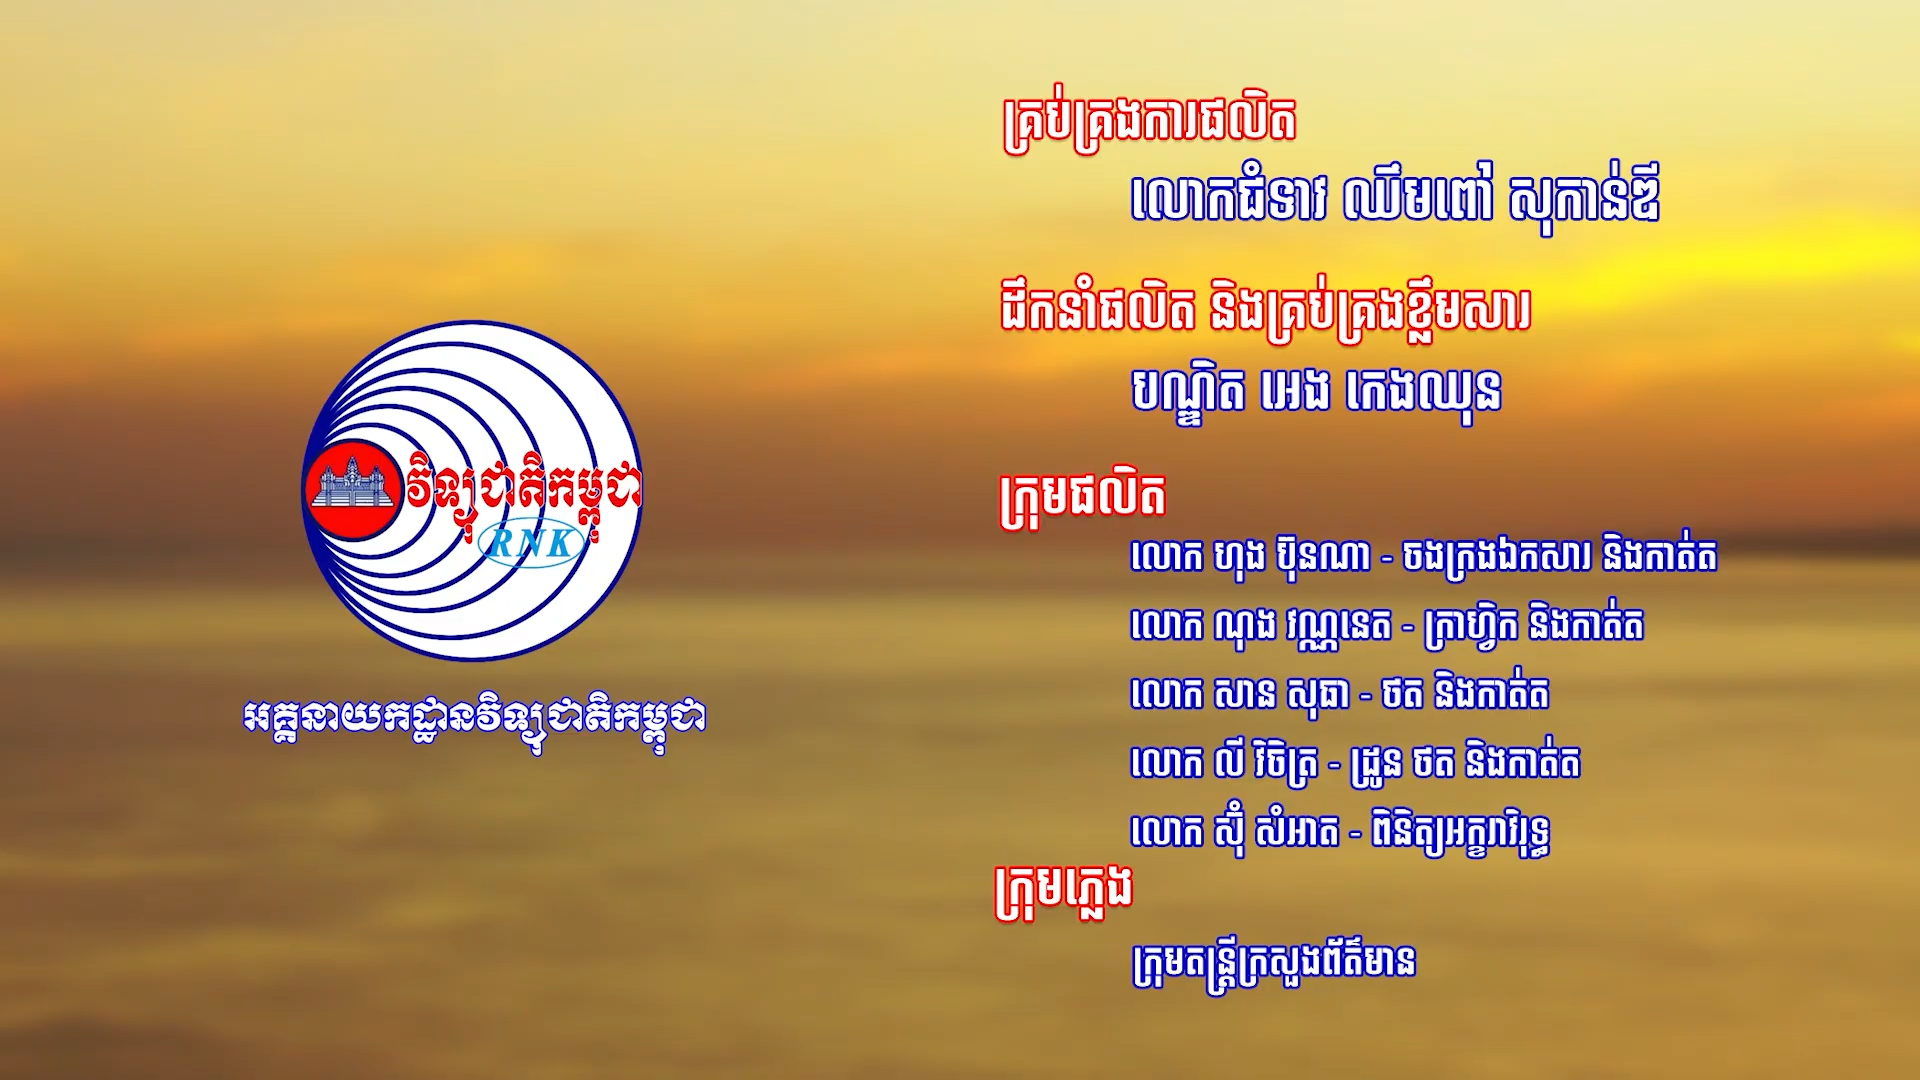 វិទ្យុជាតិកម្ពុជា
RNK
អគ្គនាយកដ្ឋានវិទ្យុជាតិកម្ពុជា
គ្រប់គ្រងការផលិត
លោកជំទាវ ឈឹមពៅ សុកាន់ឌី
ដឹកនាំផលិត និងគ្រប់គ្រងខ្លឹមសារ
បណ្ឌិត អេង កេងឈុន
ក្រុមផលិត
លោក ហុង ប៊ុនណា - ចងក្រងឯកសារ និងកាត់ត
លោក ណុង វណ្ណនេត - ក្រាហ្វិក និងកាត់ត
លោក សាន សុធា - ថត និងកាត់ត
លោក លី វិចិត្រ - ដ្រូន ថត និងកាត់ត
លោក ស៊ុំ សំអាត - ពិនិត្យអក្ខរាវិរុទ្ធ
ក្រុមភ្លេង
ក្រុមតន្ត្រីក្រសួងព័ត៌មាន